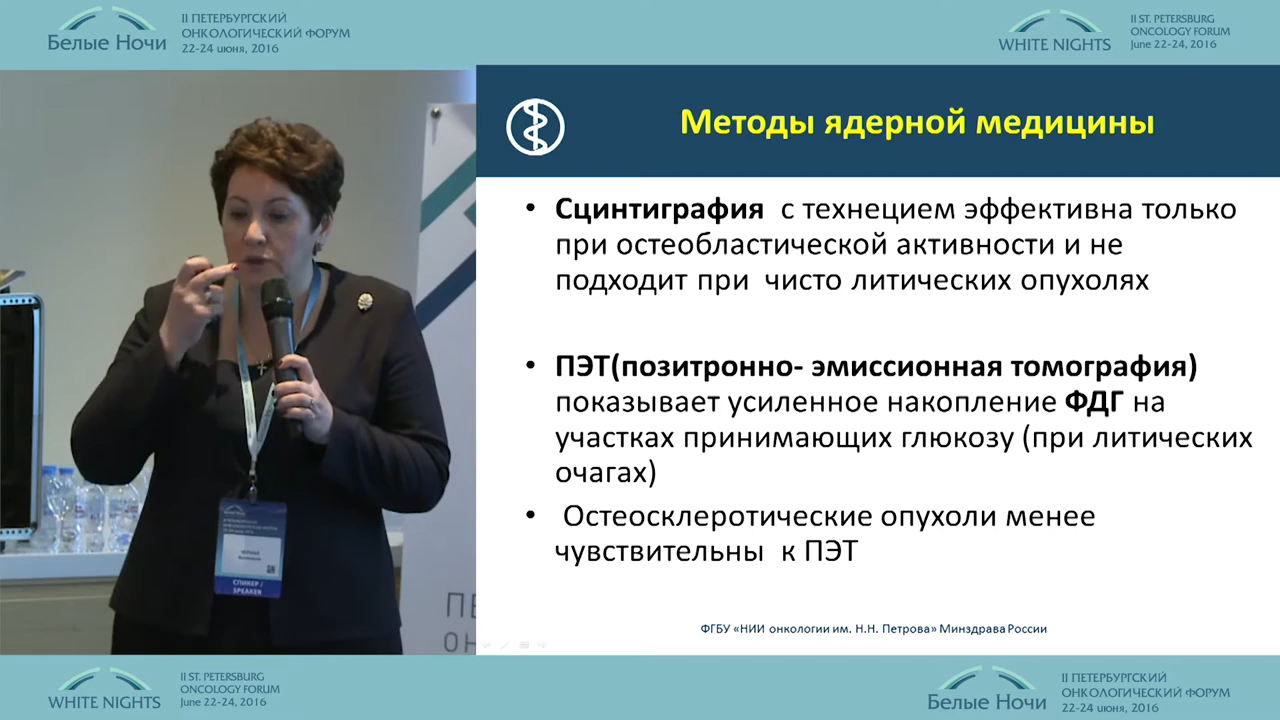 Белые Ночи
II ПЕТЕРБУРГСКИЙ
ОНКОЛОГИЧЕСКИЙ ФОРУМ
22-24 июня, 2016
WHITE NIGHTS
II ST. PETERSBURG
ONCOLOGY FORUM
June 22-24, 2016
Методы ядерной медицины
• Сцинтиграфия с технецием эффективна только
при остеобластической активности и не
подходит при чисто литических опухолях
• ПЭТ(позитронно- эмиссионная томография)
показывает усиленное накопление ФДГ на
участках принимающих глюкозу (при литических
очагах)
• Остеосклеротические опухоли менее
чувствительны к ПЭТ
ФГБУ «НИИ онкологии им. Н.Н. Петрова» Минздрава России
СПИКЕР /
SPEAKER
WHITE NIGHTS
II ST. PETERSBURG
ONCOLOGY FORUM
June 22-24, 2016
Белые Ночи
II ПЕТЕРБУРГСКИЙ
ОНКОЛОГИЧЕСКИЙ ФОРУМ
22-24 июня, 2016